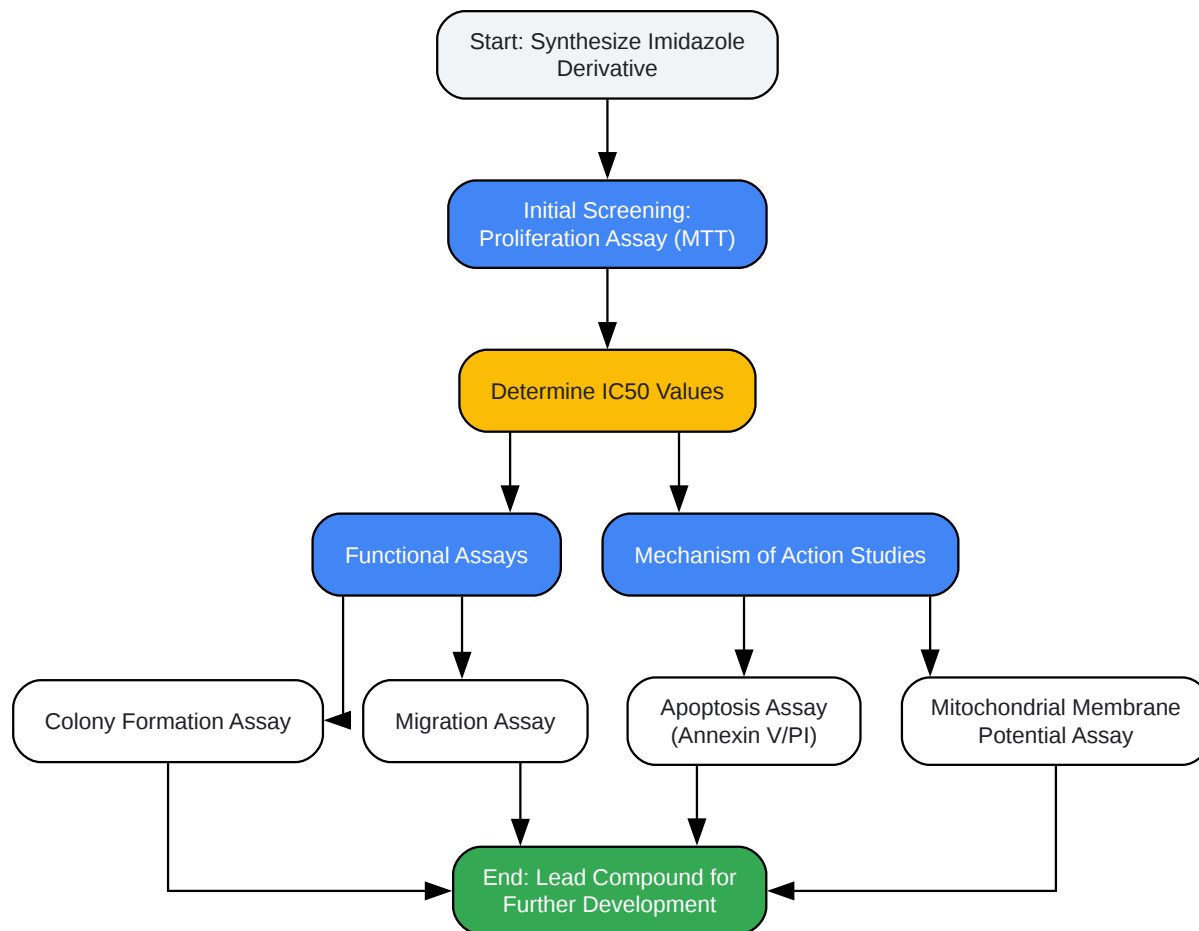 Start: Synthesize Imidazole
Derivative
Initial Screening:
Proliferation Assay (MTT)
Determine IC50 Values
Functional Assays
Mechanism of Action Studies
Colony Formation Assay
Migration Assay
Apoptosis Assay
(Annexin V/PI)
Mitochondrial Membrane
Potential Assay
End: Lead Compound for
Further Development